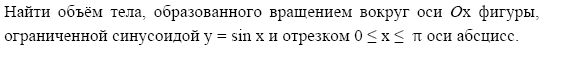 Найти объём тела, образованного вращением вокруг оси Ox фигуры,
ограниченной синусоидой y = sin x и отрезком 0 ≤ x ≤ π оси абсцисс.